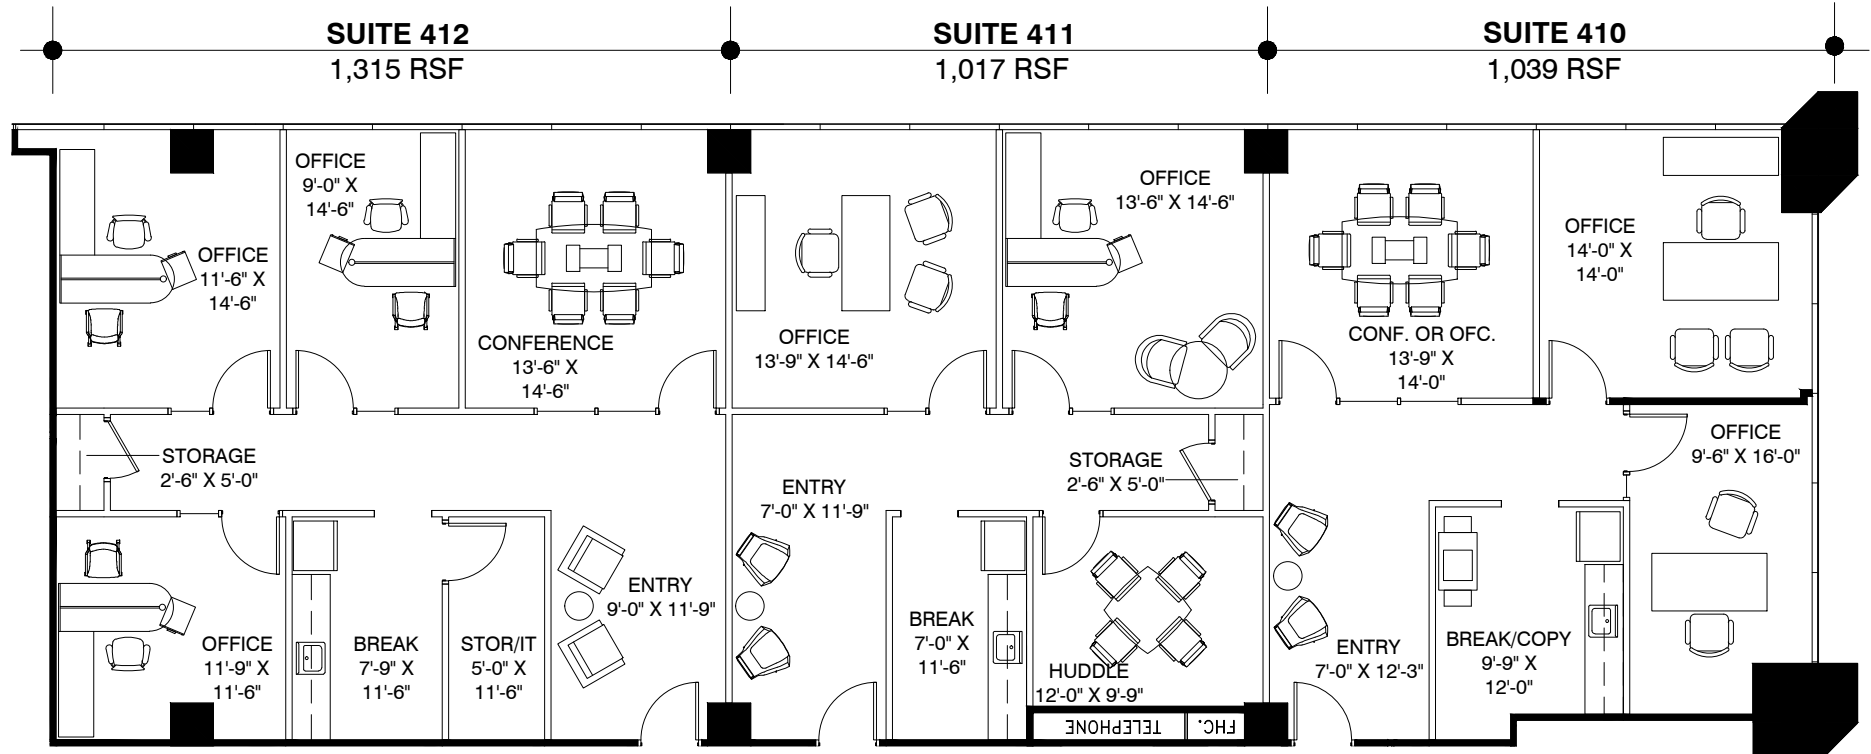 SUITE 412
1,315 RSF
SUITE 411
1,017 RSF
SUITE 410
1,039 RSF
OFFICE
11'-6" X
14'-6"
OFFICE
9'-0" X
14'-6"
CONFERENCE
13'-6" X
14'-6"
OFFICE
13'-9" X 14'-6"
OFFICE
13'-6" X 14'-6"
CONF. OR OFC.
13'-9" X
14'-0"
OFFICE
14'-0" X
14'-0"
STORAGE
2'-6" X 5'-0"
ENTRY
7'-0" X 11'-9"
STORAGE
2'-6" X 5'-0"
OFFICE
9'-6" X 16'-0"
OFFICE
11'-9" X
11'-6"
BREAK
7'-9" X
11'-6"
STOR/IT
5'-0" X
11'-6"
ENTRY
9'-0" X 11'-9"
BREAK
7'-0" X
11'-6"
HUDDLE
12'-0" X 9'-9"
ENTRY
7'-0" X 12'-3"
BREAK/COPY
9'-9" X
12'-0"
TELEPHONE
FHC.